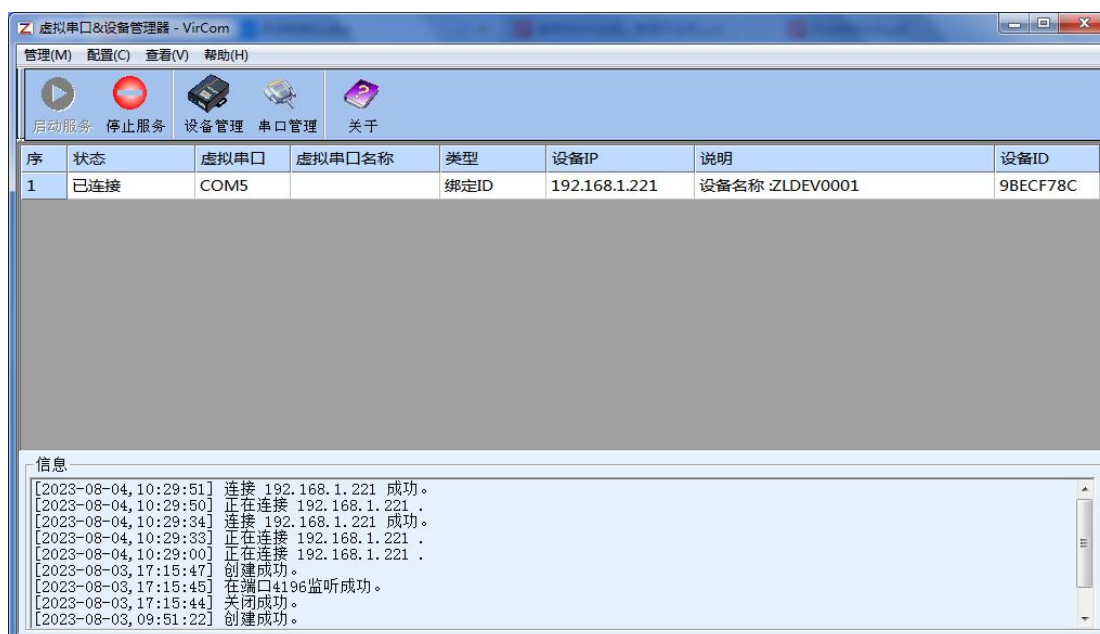 虚拟串口&设备管理器 - VirCom
管理(M) 配置(C) 查看(V) 帮助(H)
启动服务 停止服务 设备管理 串口管理 关于
序 状态 虚拟串口 虚拟串口名称 类型 设备IP 说明 设备ID
1 已连接 COM5 绑定ID 192.168.1.221 设备名称 :ZLDEV0001 9BECF78C
信息
[2023-08-04,10:29:51] 连接 192.168.1.221 成功。
[2023-08-04,10:29:50] 正在连接 192.168.1.221 .
[2023-08-04,10:29:34] 连接 192.168.1.221 成功。
[2023-08-04,10:29:33] 正在连接 192.168.1.221 .
[2023-08-04,10:29:00] 正在连接 192.168.1.221 .
[2023-08-03,17:15:47] 创建成功。
[2023-08-03,17:15:45] 在端口4196监听成功。
[2023-08-03,17:15:44] 关闭成功。
[2023-08-03,09:51:22] 创建成功。